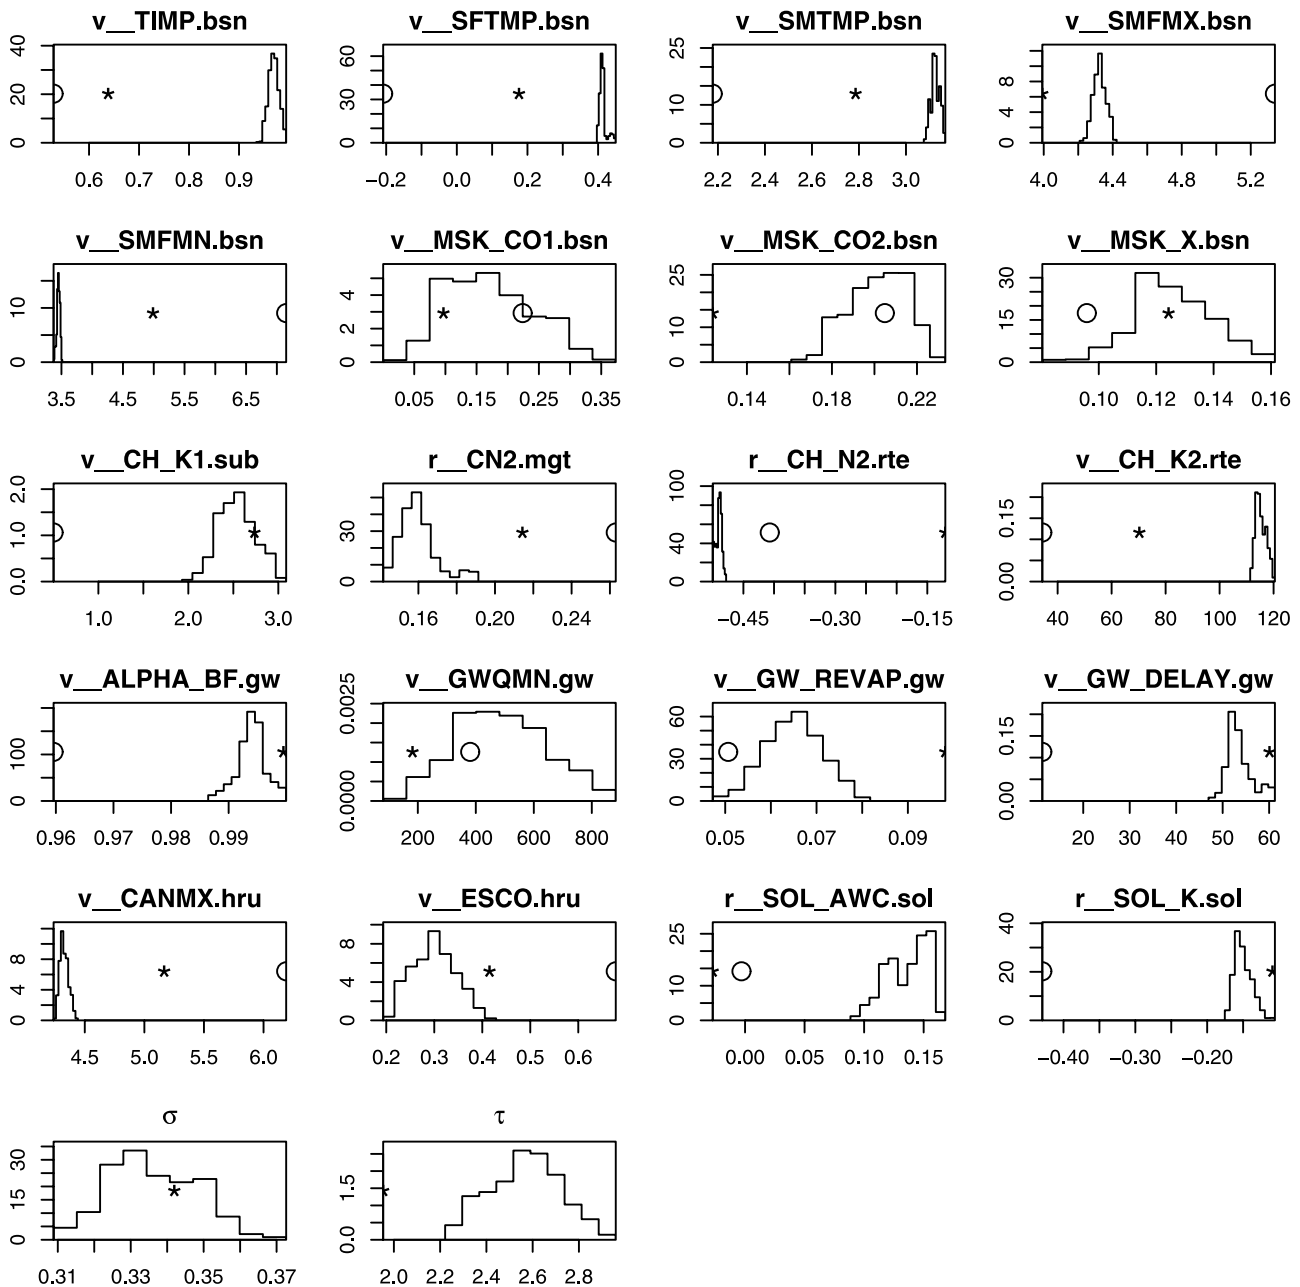 v__TIMP.bsn v__SFTMP.bsn v__SMTMP.bsn v__SMFMX.bsn
0 20 40 0 30 60 0 10 25 0 4 8
0.6 0.7 0.8 0.9 −0.2 0.0 0.2 0.4 2.2 2.4 2.6 2.8 3.0 4.0 4.4 4.8 5.2
v__SMFMN.bsn v__MSK_CO1.bsn v__MSK_CO2.bsn v__MSK_X.bsn
0 10 0 2 4 0 10 25 0 15 30
3.5 4.5 5.5 6.5 0.05 0.15 0.25 0.35 0.14 0.18 0.22 0.10 0.12 0.14 0.16
v__CH_K1.sub r__CN2.mgt r__CH_N2.rte v__CH_K2.rte
0.0 1.0 2.0 0 30 0 40 100 0.00 0.15
1.0 2.0 3.0 0.16 0.20 0.24 −0.45 −0.30 −0.15 40 60 80 100 120
v__ALPHA_BF.gw v__GWQMN.gw v__GW_REVAP.gw v__GW_DELAY.gw
0 100 0.0000 0.0025 0 30 60 0.00 0.15
0.96 0.97 0.98 0.99 200 400 600 800 0.05 0.07 0.09 20 30 40 50 60
v__CANMX.hru v__ESCO.hru r__SOL_AWC.sol r__SOL_K.sol
0 4 8 0 4 8 0 10 25 0 20 40
4.5 5.0 5.5 6.0 0.2 0.3 0.4 0.5 0.6 0.00 0.05 0.10 0.15 −0.40 −0.30 −0.20
σ τ
0 15 30 0.0 1.5
0.31 0.33 0.35 0.37 2.0 2.2 2.4 2.6 2.8